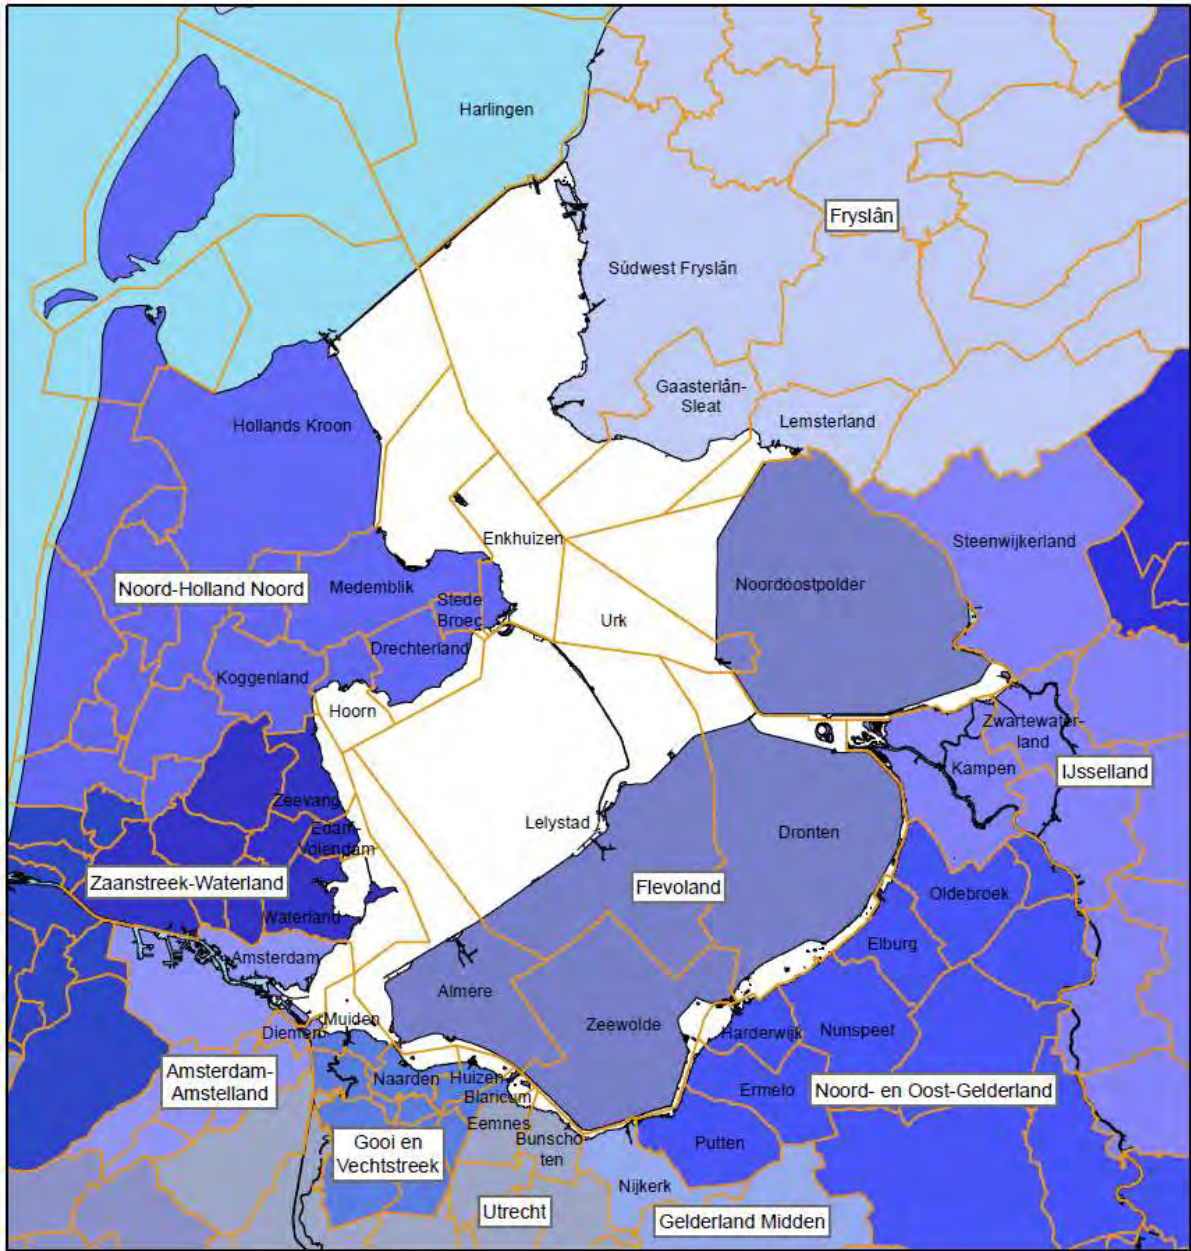 Harlingen
Fryslân
Súdwest Fryslân
Gaasterlân-
Sleat
Lemsterland
Hollands Kroon
Enkhuizen
Steenwijkerland
Noordoostpolder
Noord-Holland Noord
Medemblik
Stede
Broec
Urk
Drechterland
Koggenland
Hoorn
Zwartewater-
land
Kampen
IJsselland
Zeevang
Edam-
Volendam
Lelystad
Dronten
Zaanstreek-Waterland
Flevoland
Oldebroek
Waterland
Elburg
Amsterdam
Almere
Muiden
Diemen
Zeewolde
Harderwijk
Nunspeet
Amsterdam-
Amstelland
Naarden
Huizen
Blaricum
Ermelo
Noord- en Oost-Gelderland
Eemnes
Gooi en
Vechtstreek
Bunscho-
ten
Putten
Nijkerk
Utrecht
Gelderland Midden